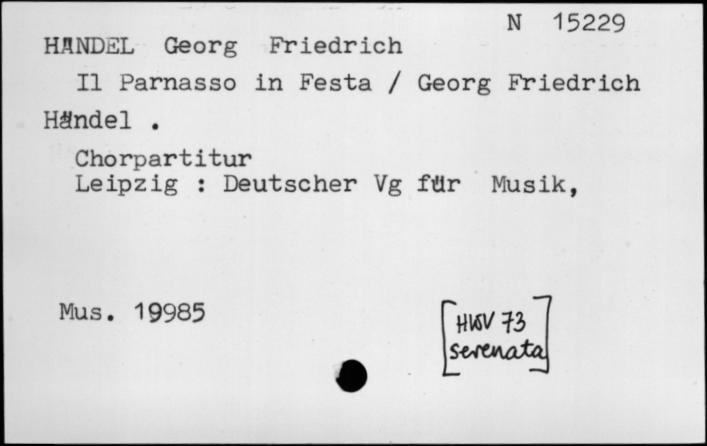 N 15229
HÄNDEL Georg Friedrich
Il Parnasso in Festa / Georg Friedrich
Händel .
Chorpartitur
Leipzig : Deutscher Vg für Musik,
Mus. 19985
[HWV 73
serenata]